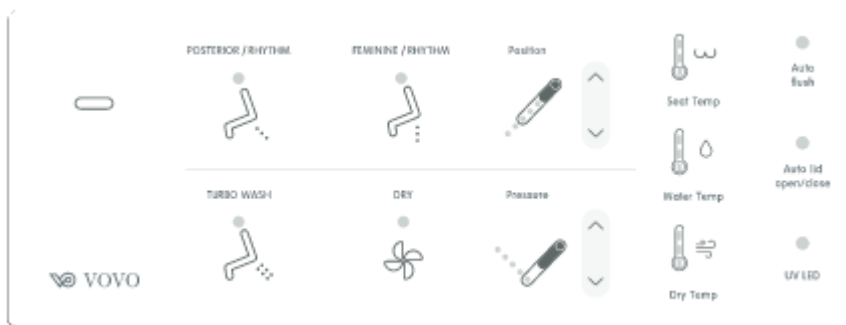 POSTERIOR / RHYTHM
FEMININE / RHYTHM
Position
Seat Temp
Auto
flush
TURBO WASH
DRY
Pressure
Water Temp
Auto lid
open/close
Dry Temp
UV LED
VOVO